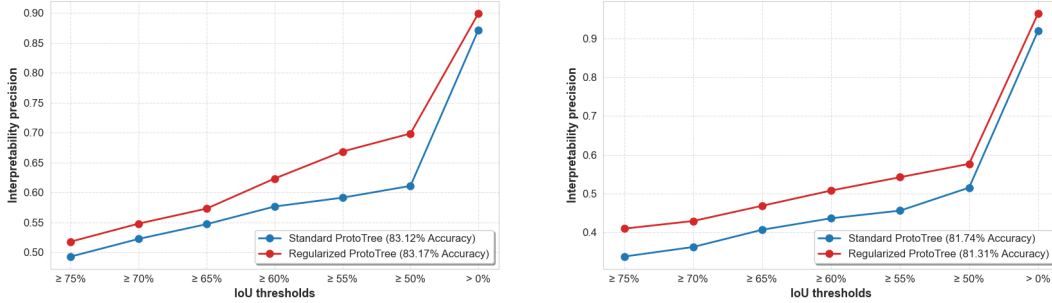 0.90
0.85
0.80
0.75
0.70
0.65
0.60
0.55
0.50
Interpretability precision
Standard ProtoTree (83.12% Accuracy)
Regularized ProtoTree (83.17% Accuracy)
≥ 75% ≥ 70% ≥ 65% ≥ 60% ≥ 55% ≥ 50% > 0%
IoU thresholds
0.9
0.8
0.7
0.6
0.5
0.4
Interpretability precision
Standard ProtoTree (81.74% Accuracy)
Regularized ProtoTree (81.31% Accuracy)
≥ 75% ≥ 70% ≥ 65% ≥ 60% ≥ 55% ≥ 50% > 0%
IoU thresholds